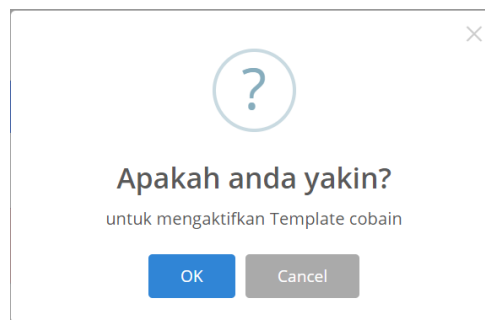 ?
Apakah anda yakin?
untuk mengaktifkan Template cobain
OK
Cancel